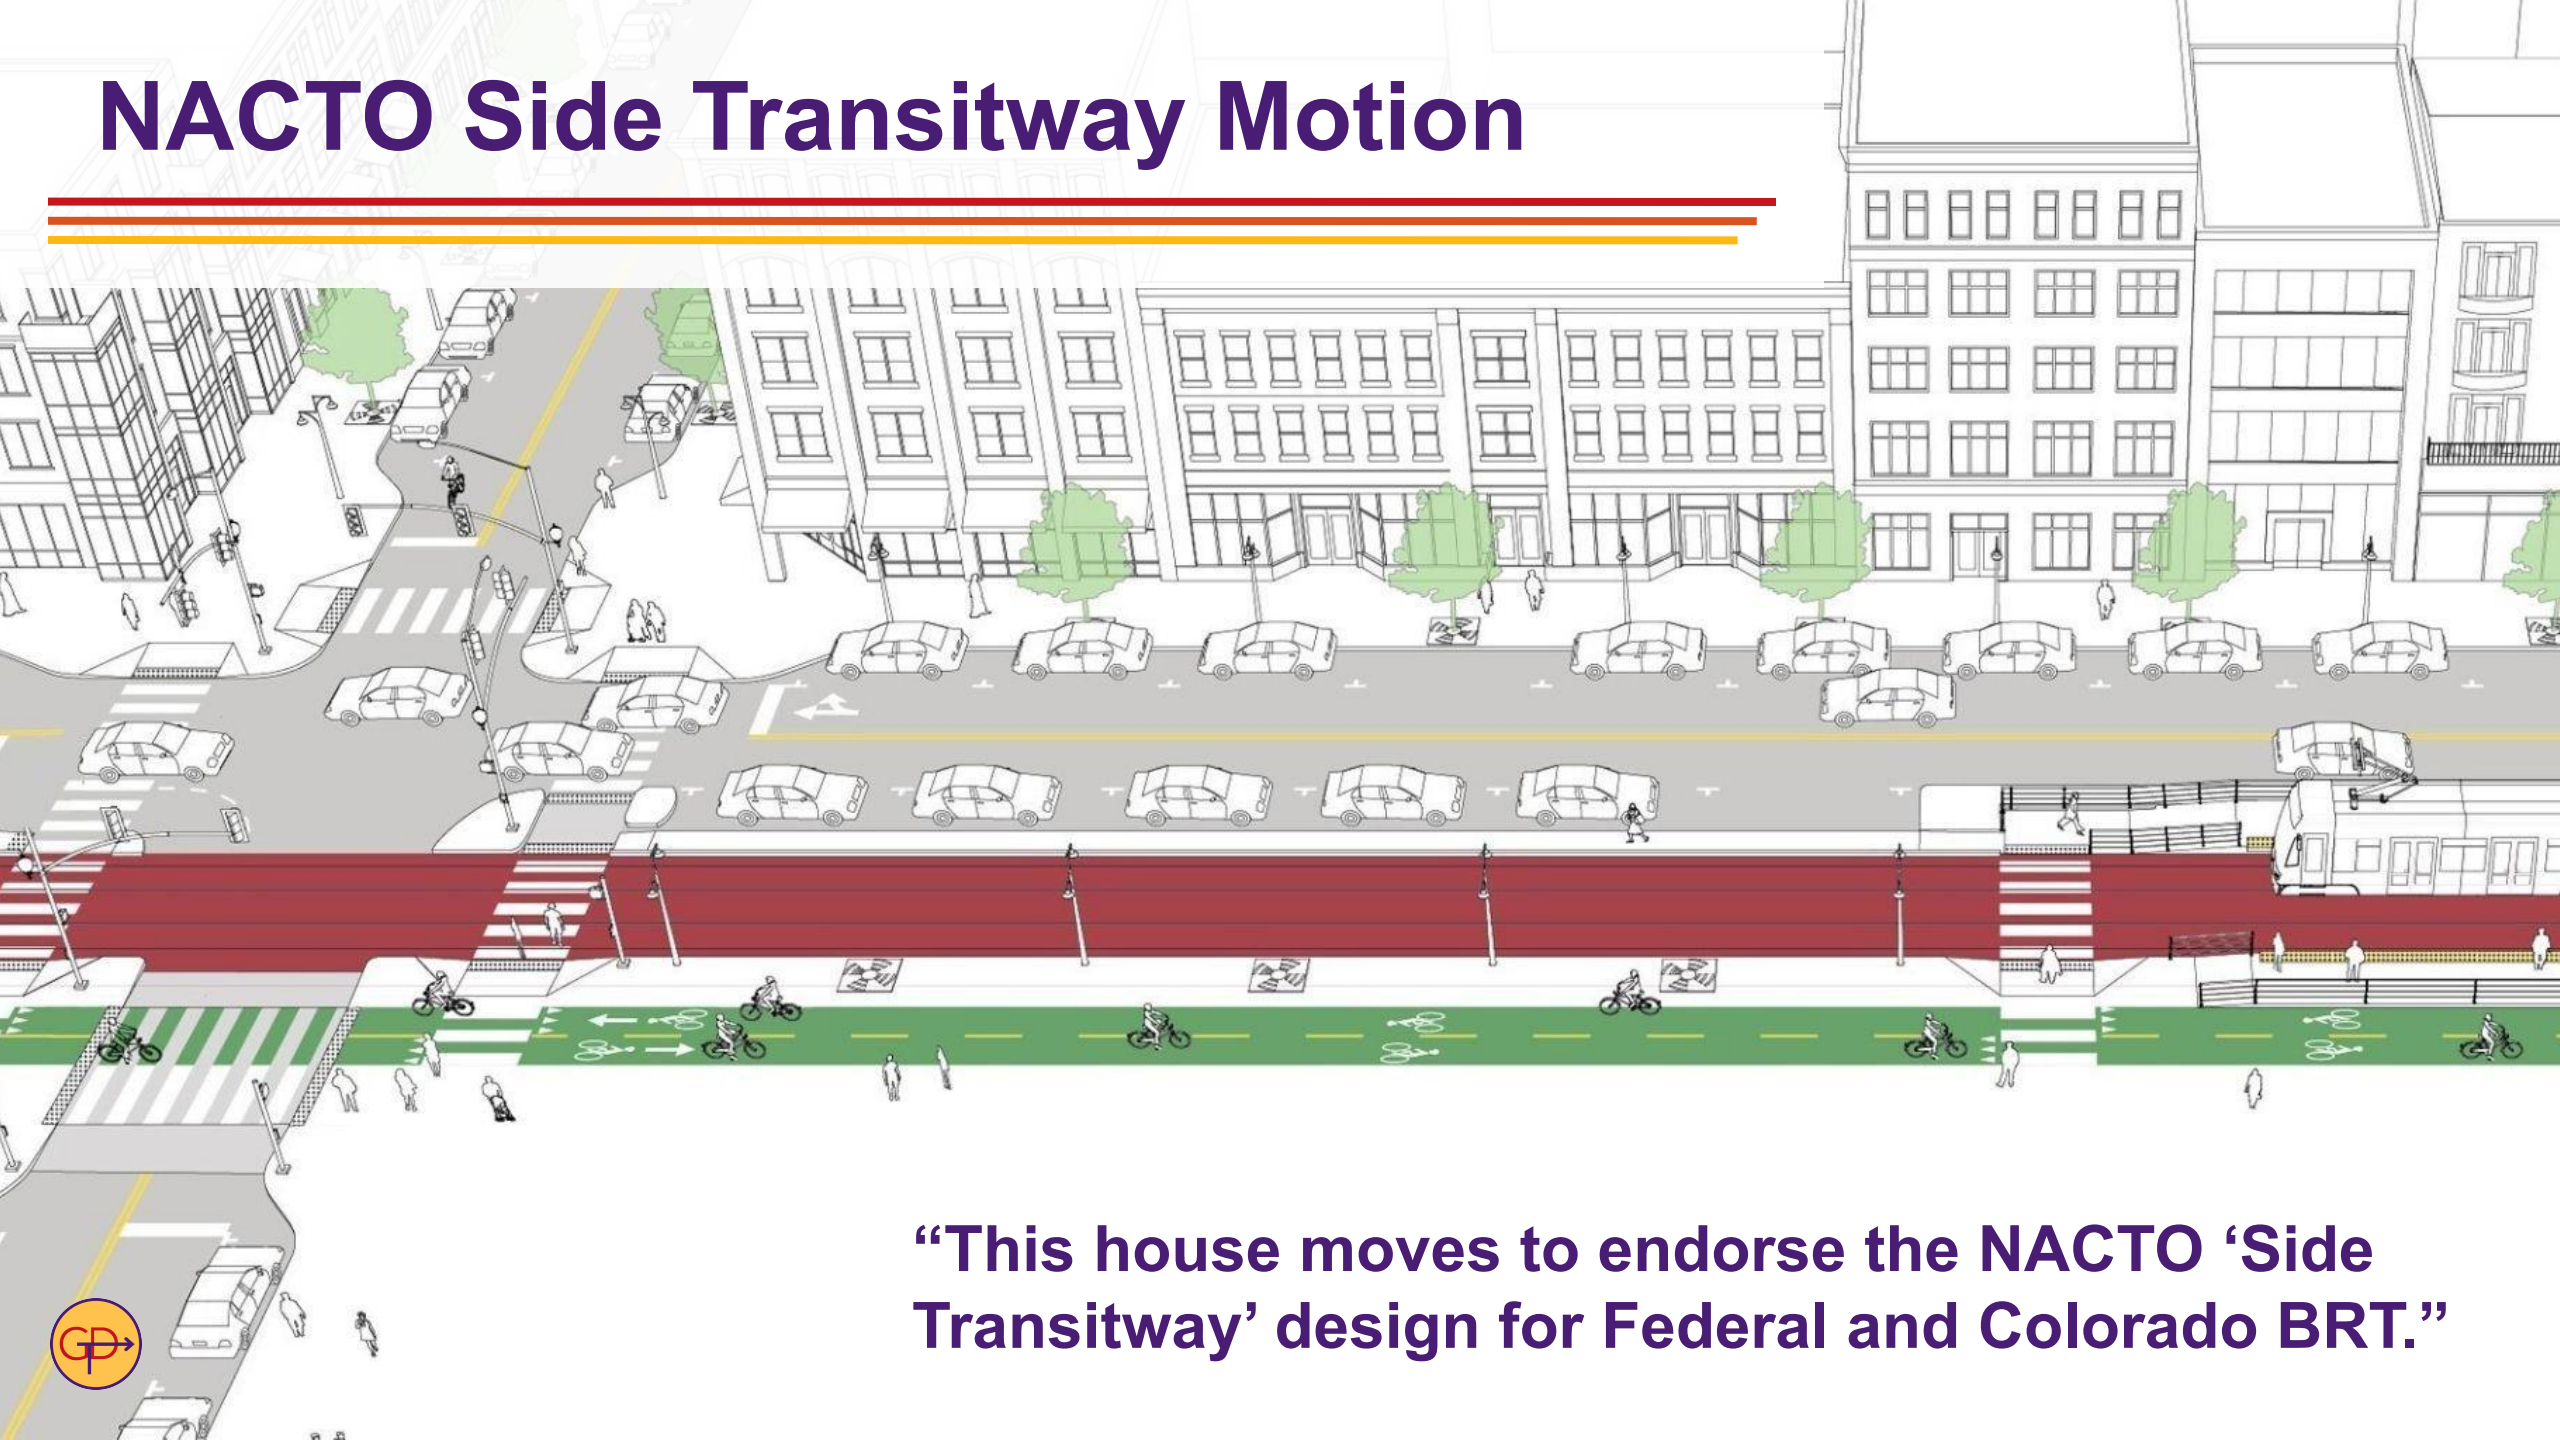 NACTO Side Transitway Motion
“This house moves to endorse the NACTO ‘Side
Transitway’ design for Federal and Colorado BRT.”
GPT